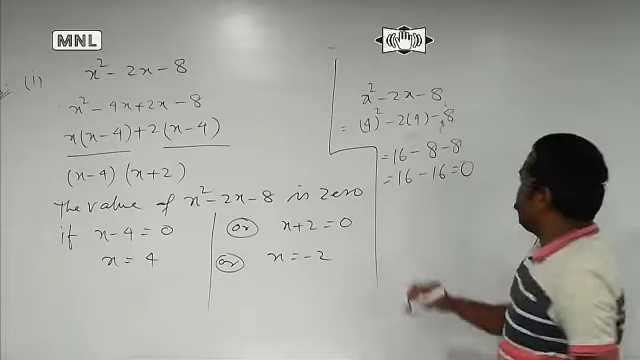 MNL
(i) x² - 2x - 8
x² - 4x + 2x - 8
x(x-4) + 2(x-4)
(x-4) (x+2)
The value of x² - 2x - 8 is zero
if x - 4 = 0 or x + 2 = 0
x = 4 or x = -2
x² - 2x - 8
= (4)² - 2(4) - 8
= 16 - 8 - 8
= 16 - 16 = 0